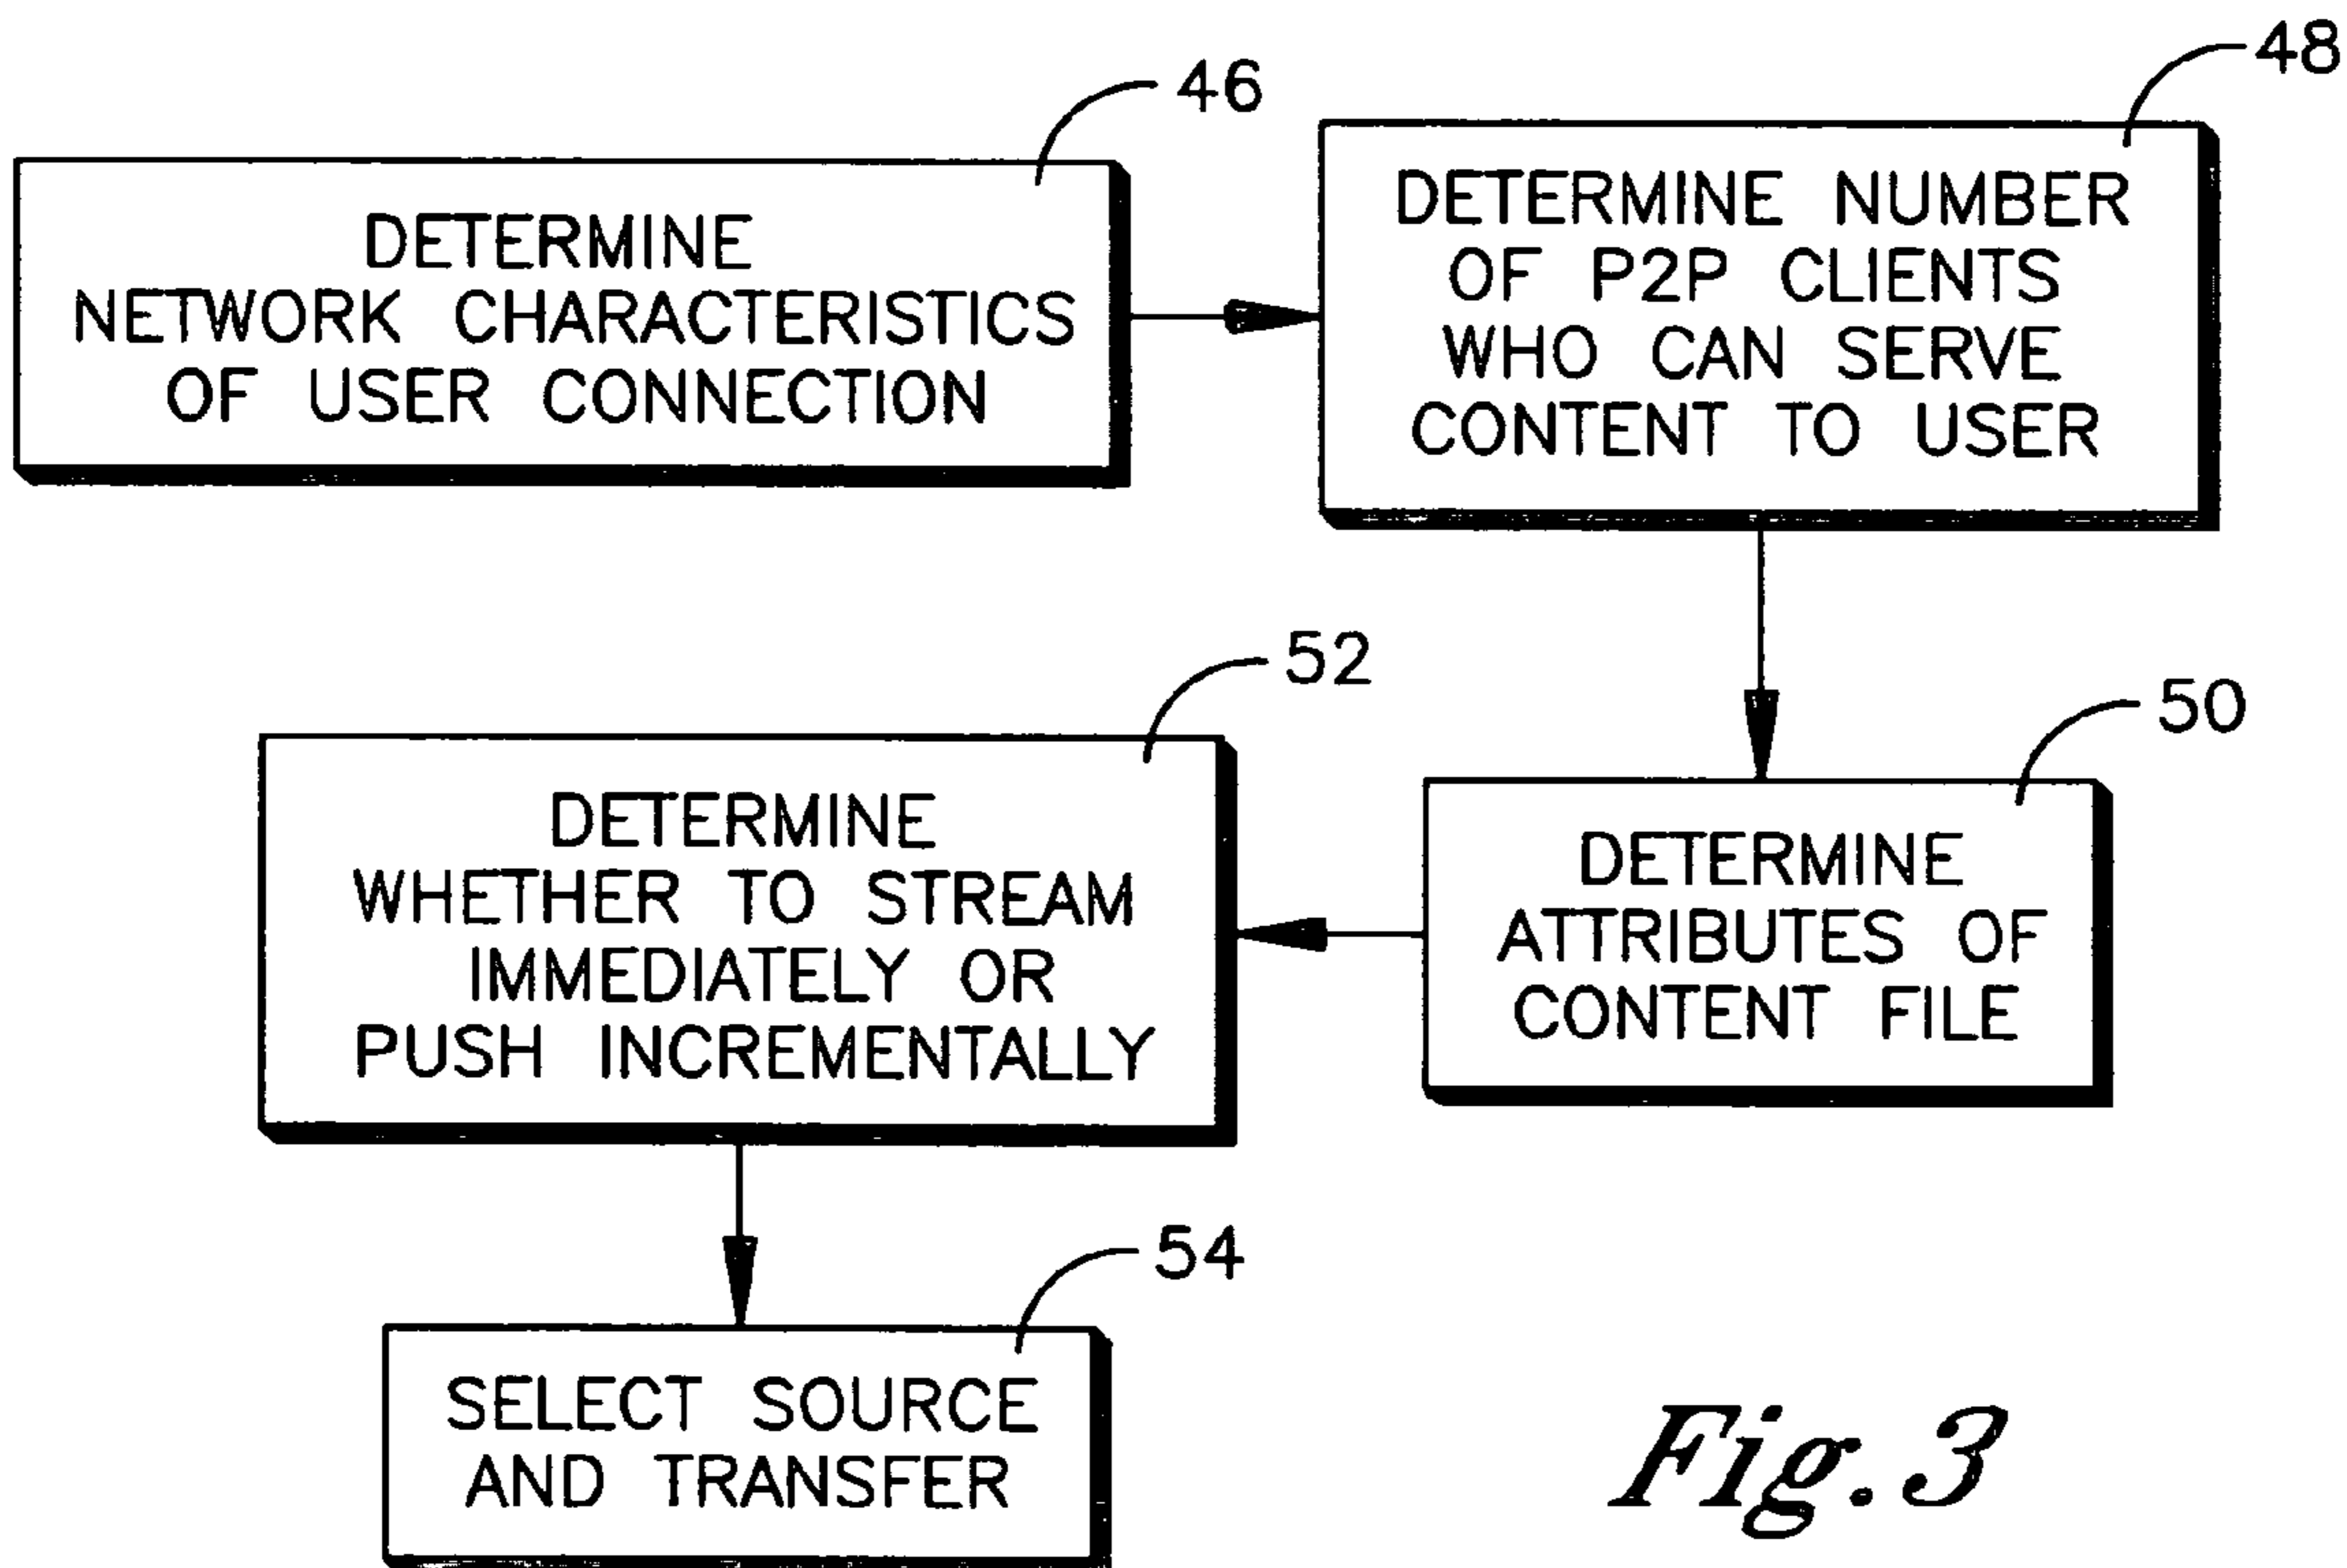 46
DETERMINE
NETWORK CHARACTERISTICS
OF USER CONNECTION
48
DETERMINE NUMBER
OF P2P CLIENTS
WHO CAN SERVE
CONTENT TO USER
50
DETERMINE
ATTRIBUTES OF
CONTENT FILE
52
DETERMINE
WHETHER TO STREAM
IMMEDIATELY OR
PUSH INCREMENTALLY
54
SELECT SOURCE
AND TRANSFER
Fig.3